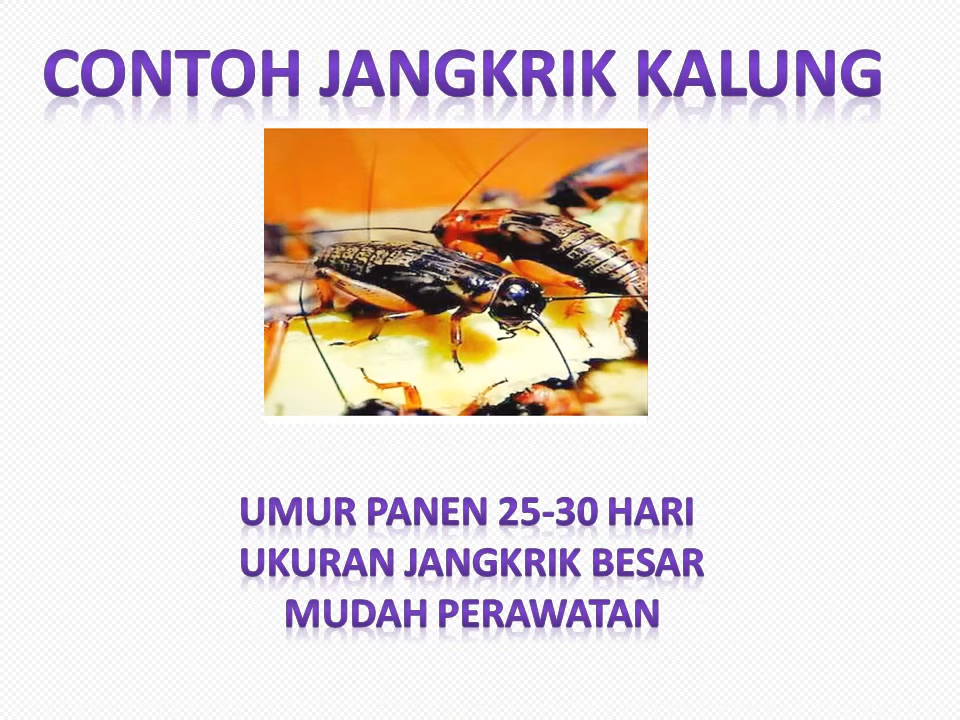 CONTOH JANGKRIK KALUNG
UMUR PANEN 25-30 HARI
UKURAN JANGKRIK BESAR
MUDAH PERAWATAN